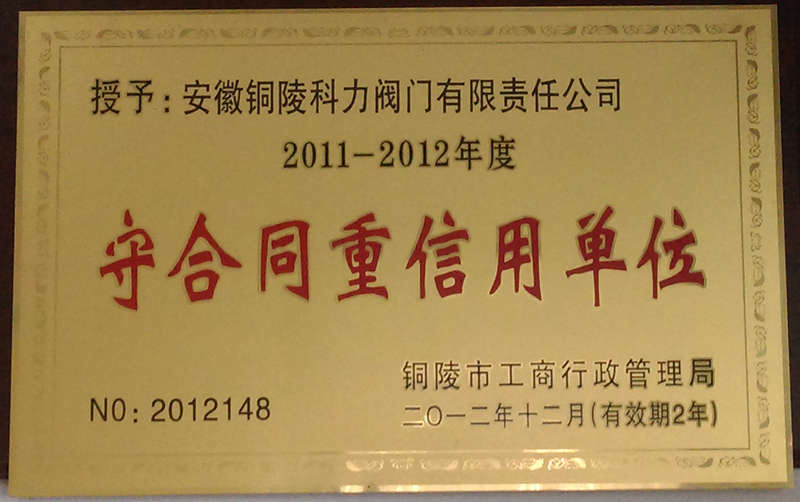 授予：安徽铜陵科力阀门有限责任公司
2011-2012年度
守合同重信用单位
铜陵市工商行政管理局
NO：2012148
二〇一二年十二月(有效期2年)